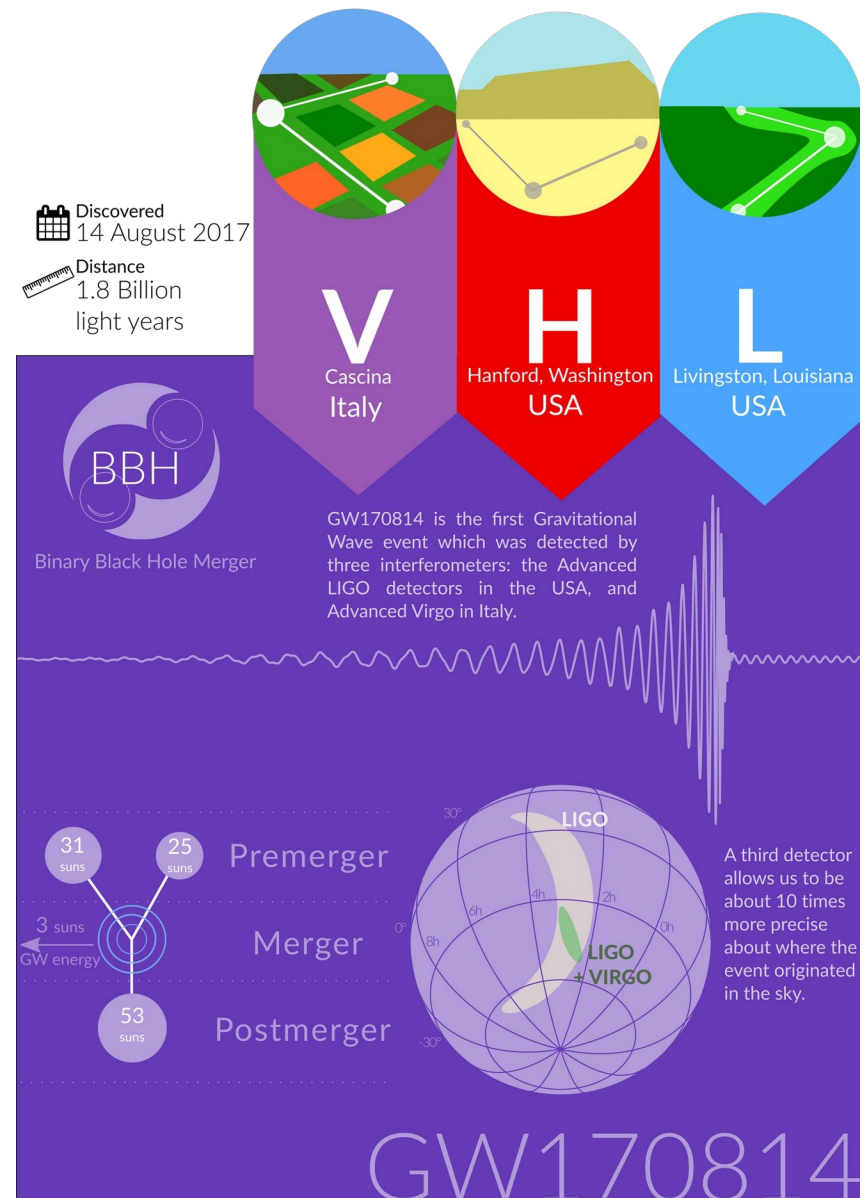 Discovered
14 August 2017
Distance
1.8 Billion
light years
V
Cascina
Italy
H
Hanford, Washington
USA
L
Livingston, Louisiana
USA
BBH
Binary Black Hole Merger
GW170814 is the first Gravitational
Wave event which was detected by
three interferometers: the Advanced
LIGO detectors in the USA, and
Advanced Virgo in Italy.
31
suns
25
suns
Premerger
3 suns
GW energy
Merger
53
suns
Postmerger
30°
LIGO
4h
2h
6h
0h
0°
8h
LIGO
+ VIRGO
-30°
A third detector
allows us to be
about 10 times
more precise
about where the
event originated
in the sky.
GW170814